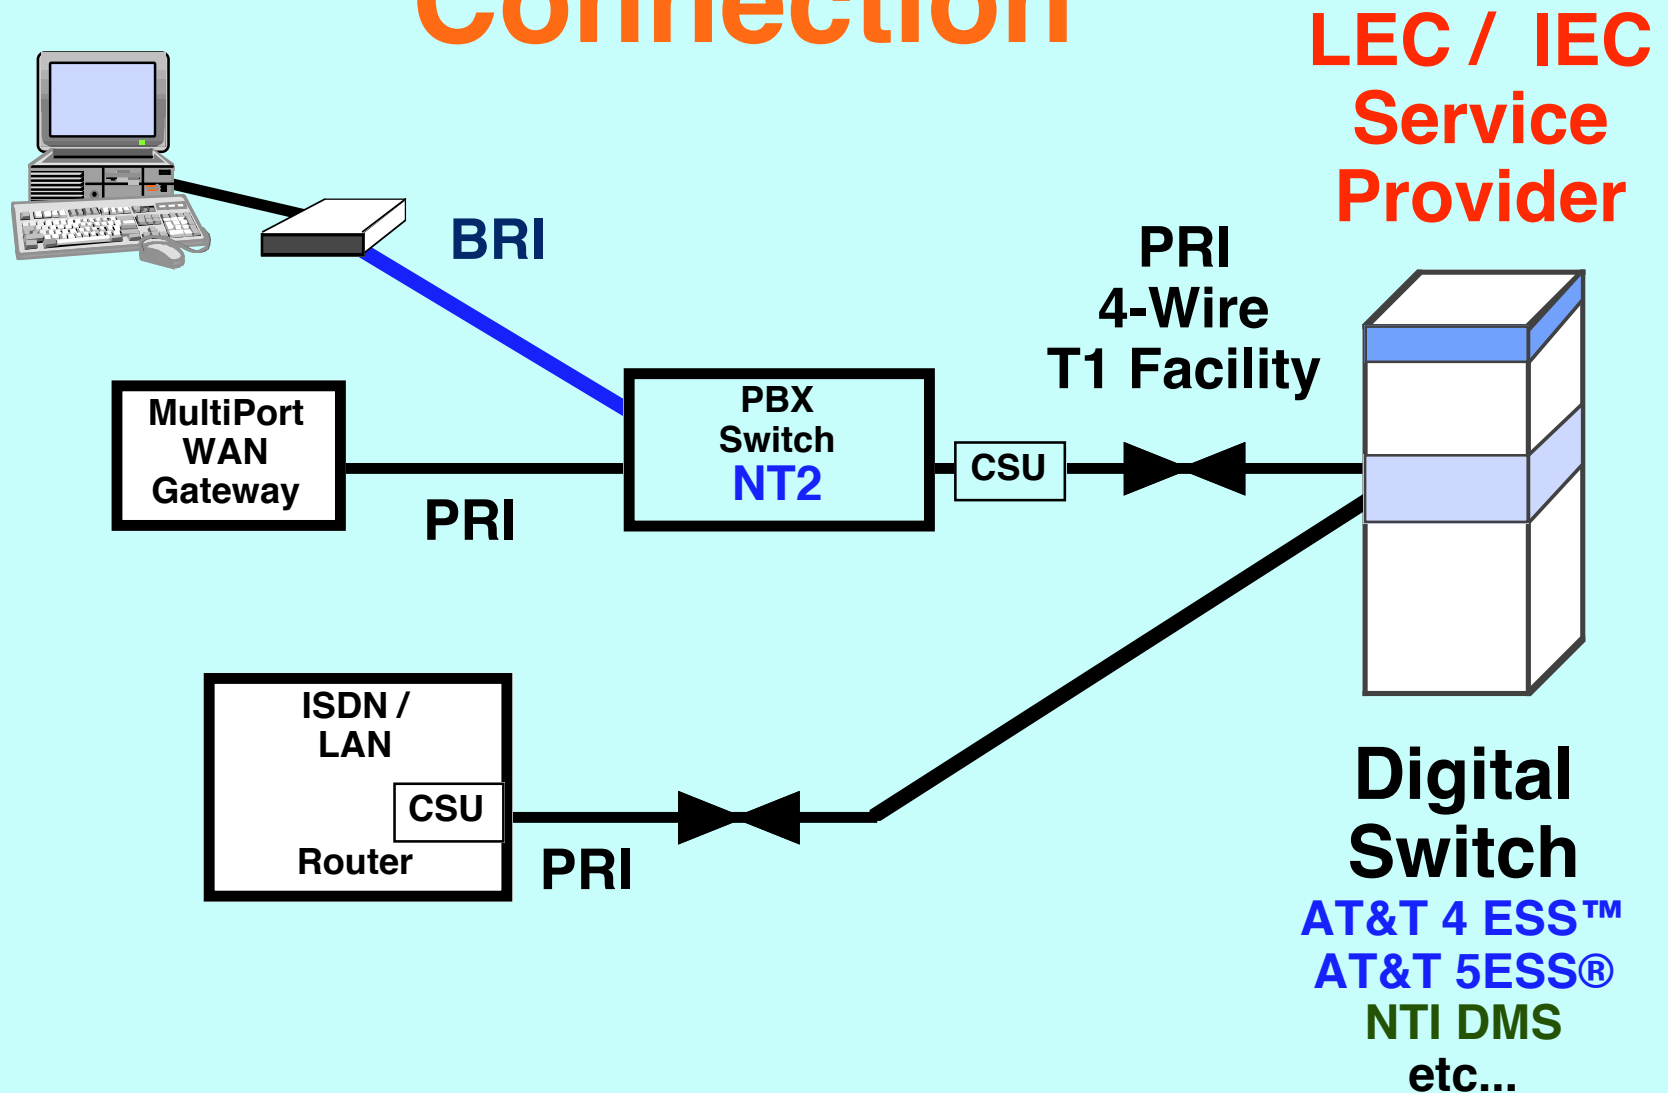 Connection
LEC / IEC
Service
Provider
BRI
PRI
4-Wire
T1 Facility
MultiPort
WAN
Gateway
PRI
PBX
Switch
NT2
CSU
ISDN /
LAN
CSU
Router
PRI
Digital
Switch
AT&T 4 ESS™
AT&T 5ESS®
NTI DMS
etc...